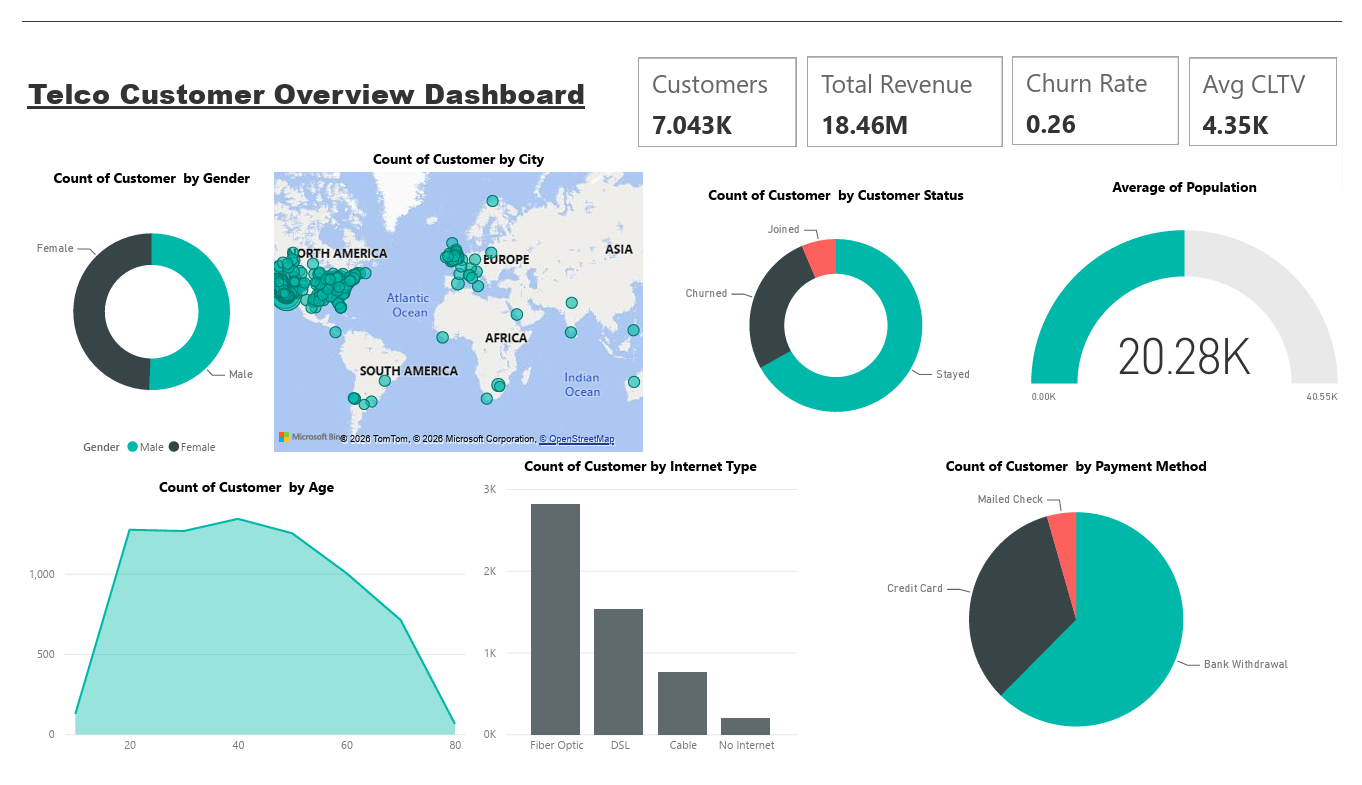 Telco Customer Overview Dashboard
Customers
7.043K
Total Revenue
18.46M
Churn Rate
0.26
Avg CLTV
4.35K
Count of Customer by Gender
Female
Male
Gender Male Female
Count of Customer by City
NORTH AMERICA
EUROPE
ASIA
Atlantic
Ocean
AFRICA
SOUTH AMERICA
Indian
Ocean
Microsoft Bing
© 2026 TomTom, © 2026 Microsoft Corporation, © OpenStreetMap
Count of Customer by Customer Status
Joined
Churned
Stayed
Average of Population
20.28K
0.00K
40.55K
Count of Customer by Age
1,000
500
0
20
40
60
80
Count of Customer by Internet Type
3K
2K
1K
0K
Fiber Optic
DSL
Cable
No Internet
Count of Customer by Payment Method
Mailed Check
Credit Card
Bank Withdrawal